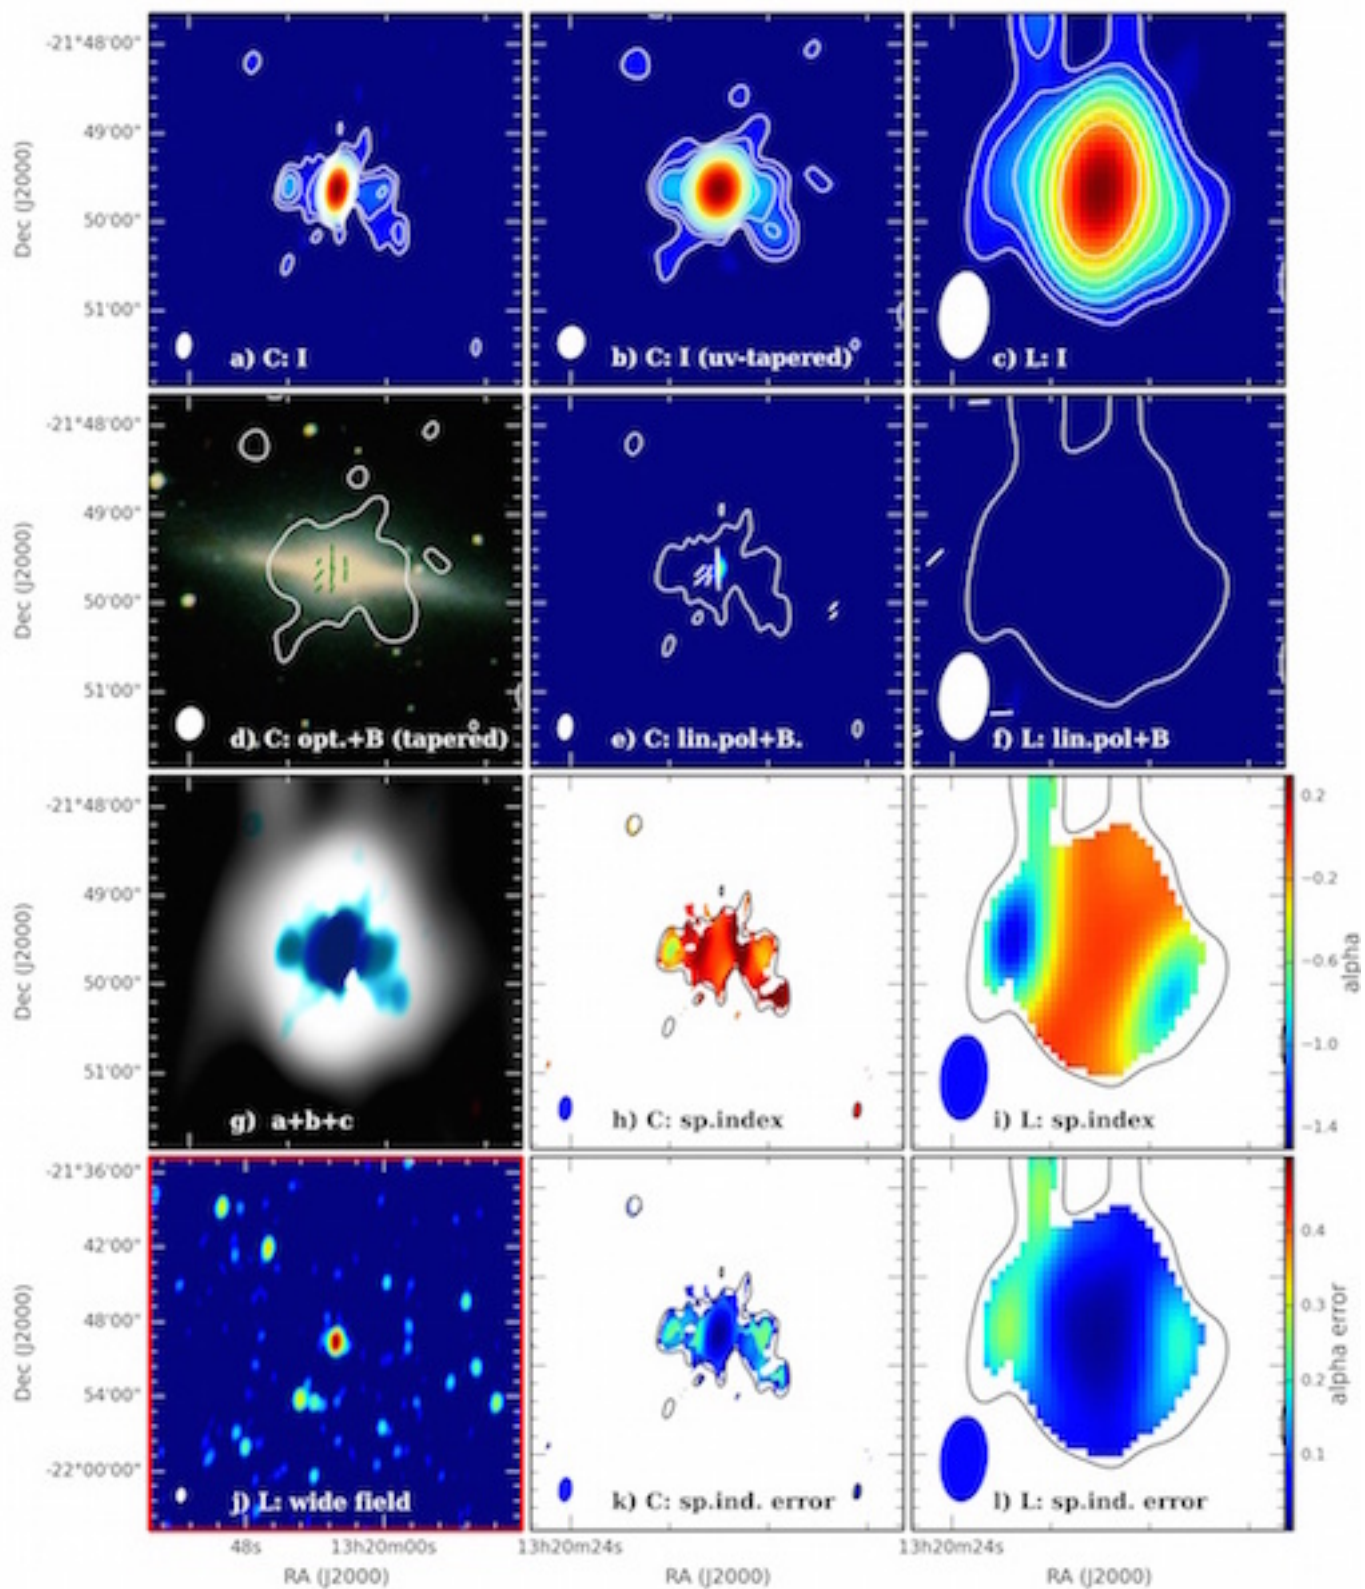 -21°48'00"
49'00"
50'00"
51'00"
Dec (J2000)
a) C: I
b) C: I (uv-tapered)
c) L: I
-21°48'00"
49'00"
50'00"
51'00"
Dec (J2000)
d) C: opt.+B (tapered)
e) C: lin.pol+B.
f) L: lin.pol+B
-21°48'00"
49'00"
50'00"
51'00"
Dec (J2000)
g) a+b+c
h) C: sp.index
i) L: sp.index
0.2
−0.2
−0.6
−1.0
−1.4
alpha
-21°36'00"
42'00"
48'00"
54'00"
-22°00'00"
Dec (J2000)
j) L: wide field
k) C: sp.ind. error
l) L: sp.ind. error
0.4
0.3
0.2
0.1
alpha error
48s
13h20m00s
13h20m24s
13h20m24s
RA (J2000)
RA (J2000)
RA (J2000)